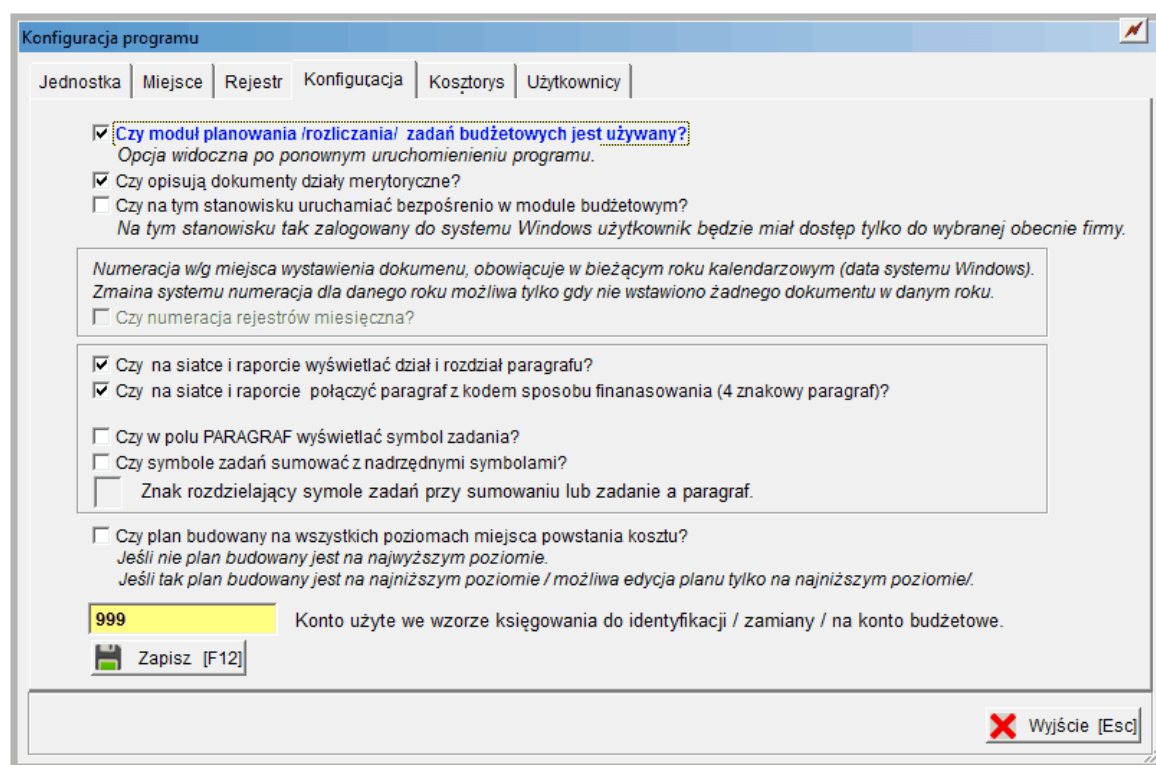 Konfiguracja programu
Jednostka Miejsce Rejestr Konfiguracja Kosztorys Użytkownicy
Czy moduł planowania /rozliczania/ zadań budżetowych jest używany?
Opcja widoczna po ponownym uruchomienieniu programu.
Czy opisują dokumenty działy merytoryczne?
Czy na tym stanowisku uruchamiać bezpośrenio w module budżetowym?
Na tym stanowisku tak zalogowany do systemu Windows użytkownik będzie miał dostęp tylko do wybranej obecnie firmy.
Numeracja w/g miejsca wystawienia dokumenu, obowiącuje w bieżącym roku kalendarzowym (data systemu Windows).
Zmaina systemu numeracja dla danego roku możliwa tylko gdy nie wstawiono żadnego dokumentu w danym roku.
Czy numeracja rejestrów miesięczna?
Czy na siatce i raporcie wyświetlać dział i rozdział paragrafu?
Czy na siatce i raporcie połączyć paragraf z kodem sposobu finanasowania (4 znakowy paragraf)?
Czy w polu PARAGRAF wyświetlać symbol zadania?
Czy symbole zadań sumować z nadrzędnymi symbolami?
Znak rozdzielający symole zadań przy sumowaniu lub zadanie a paragraf.
Czy plan budowany na wszystkich poziomach miejsca powstania kosztu?
Jeśli nie plan budowany jest na najwyższym poziomie.
Jeśli tak plan budowany jest na najniższym poziomie / możliwa edycja planu tylko na najniższym poziomie/.
999 Konto użyte we wzorze księgowania do identyfikacji / zamiany / na konto budżetowe.
Zapisz [F12]
Wyjście [Esc]